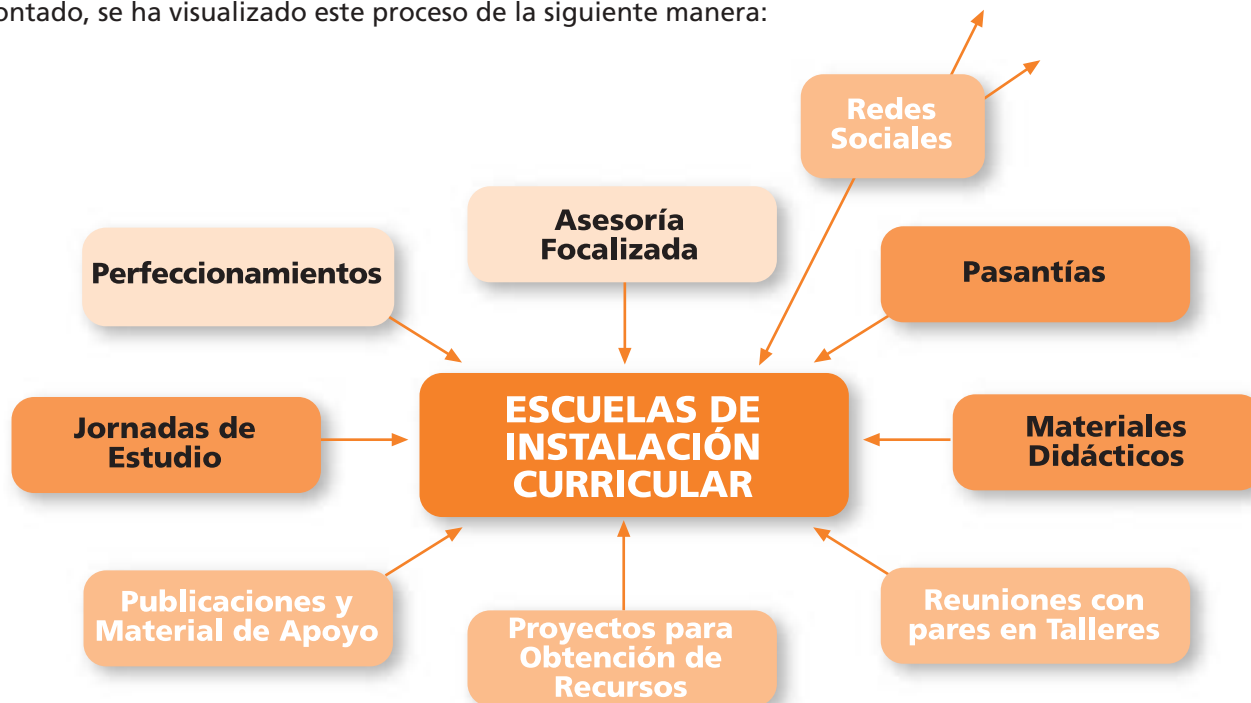 se ha visualizado este proceso de la siguiente manera:
Redes
Sociales
Asesoría
Focalizada
Perfeccionamientos
Pasantías
ESCUELAS DE
INSTALACIÓN
CURRICULAR
Jornadas de
Estudio
Materiales
Didácticos
Publicaciones y
Material de Apoyo
Proyectos para
Obtención de
Recursos
Reuniones con
pares en Talleres